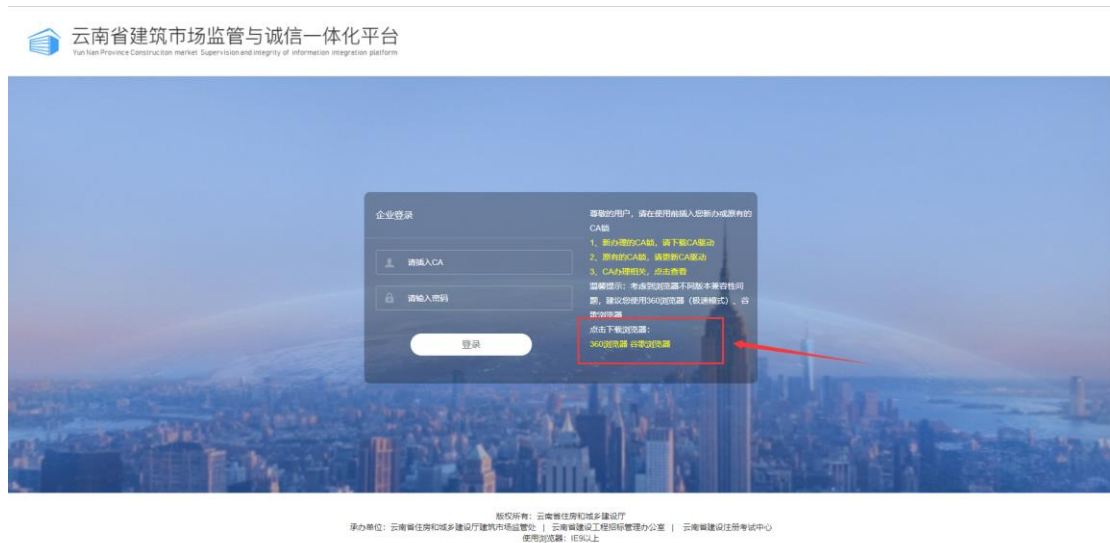 云南省建筑市场监管与诚信一体化平台
Yun Nan Province Construction market Supervision and integrity of information integration platform
企业登录
请插入CA
请输入密码
登录
尊敬的用户，请在使用前插入您新办或原有的
CA锁
1、新办理的CA锁，请下载CA驱动
2、原有的CA锁，请更新CA驱动
3、CA办理相关，点击查看
温馨提示：考虑到浏览器不同版本兼容性问
题，建议您使用360浏览器（极速模式）、谷
歌浏览器
点击下载浏览器：
360浏览器 谷歌浏览器
版权所有：云南省住房和城乡建设厅
承办单位：云南省住房和城乡建设厅建筑市场监管处 | 云南省建设工程招标管理办公室 | 云南省建设注册考试中心
使用浏览器：IE9以上